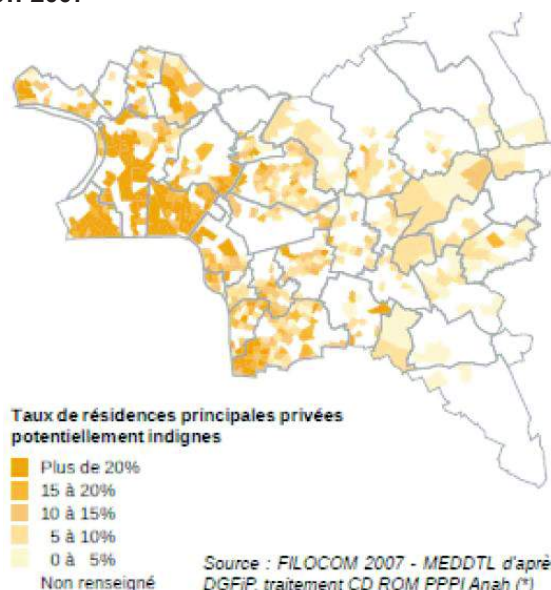 Taux de résidences principales privées
potentiellement indignes
Plus de 20%
15 à 20%
10 à 15%
5 à 10%
0 à 5%
Non renseigné
Source : FILOCOM 2007 - MEDDTL d'aprè
DGFiP, traitement CD ROM PPPI Anah (*)